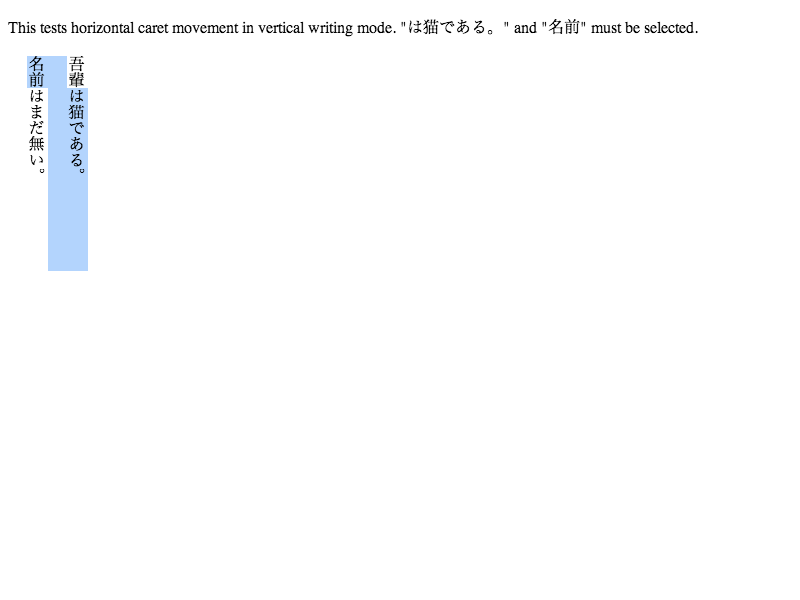 This tests horizontal caret movement in vertical writing mode. "は猫である。" and "名前" must be selected.
吾輩は猫である。
名前はまだ無い。